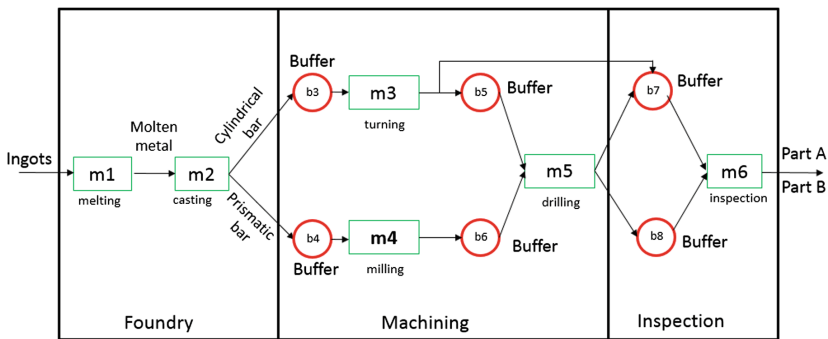 Ingots
m1
melting
Molten
metal
m2
casting
Cylindrical
bar
Prismatic
bar
Foundry
Buffer
b3
m3
turning
b5
Buffer
b4
Buffer
m4
milling
b6
Buffer
m5
drilling
Machining
b7
Buffer
b8
Buffer
m6
inspection
Part A
Part B
Inspection